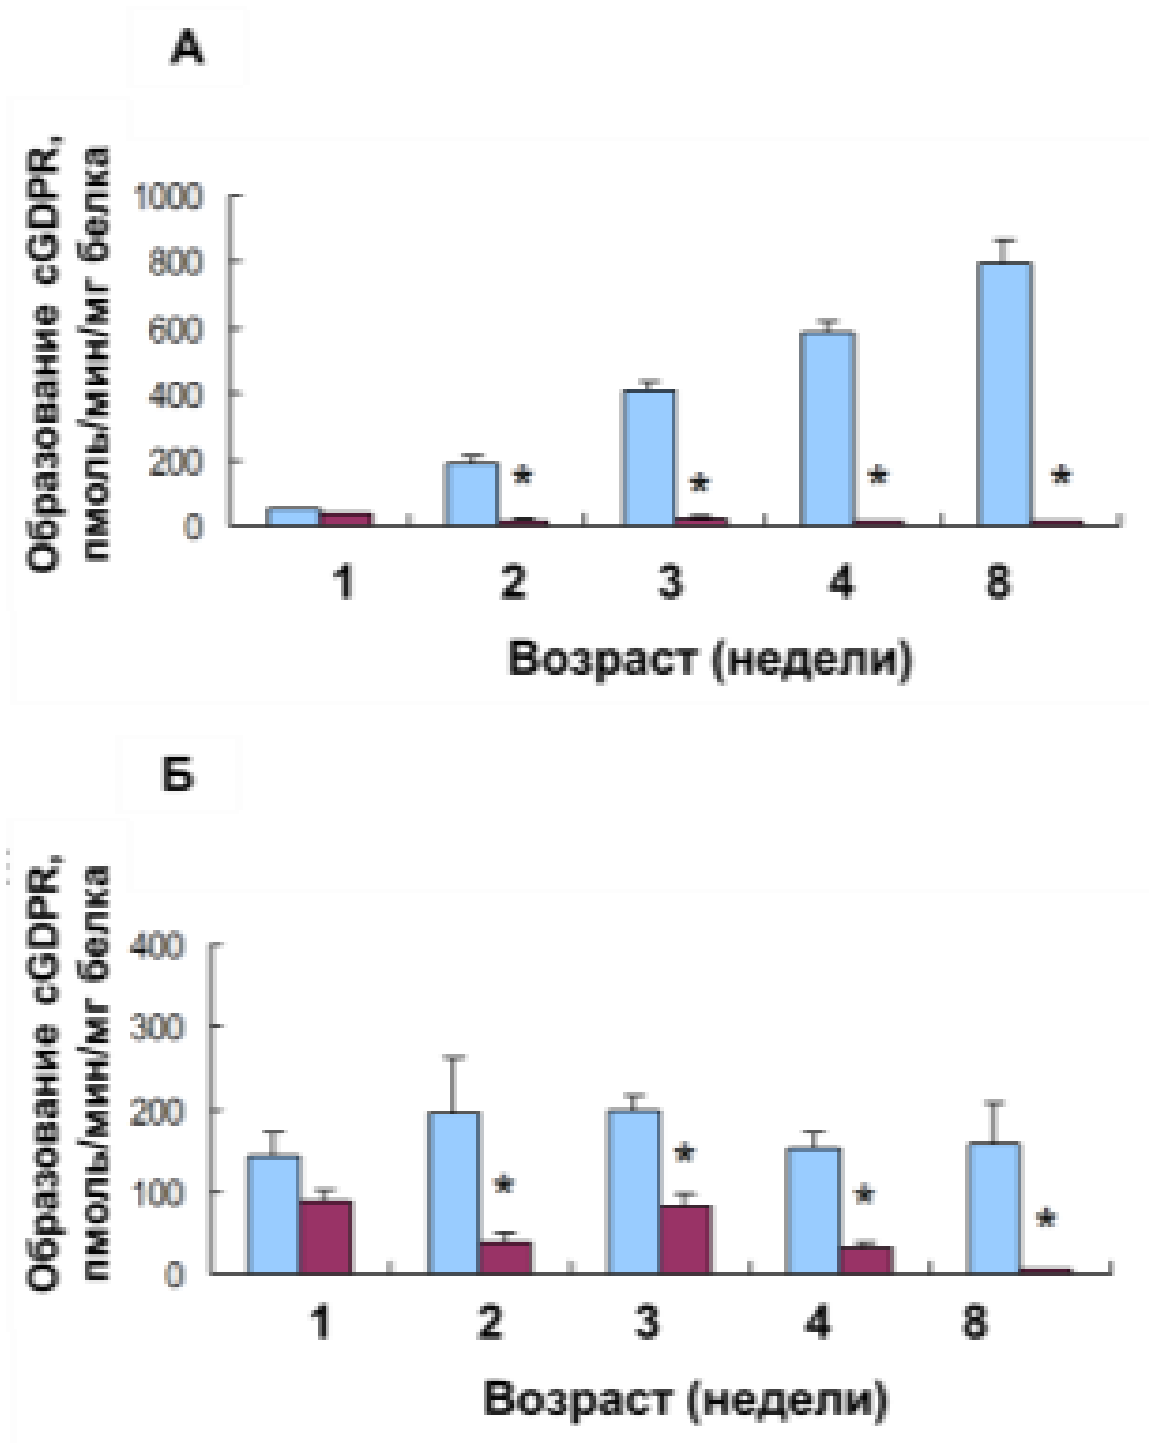 А
Образование cGDPR,
пмоль/мин/мг белка
1000
800
600
400
200
0
*
*
*
*
1 2 3 4 8
Возраст (недели)
Б
Образование cGDPR,
пмоль/мин/мг белка
400
300
200
100
0
*
*
*
*
1 2 3 4 8
Возраст (недели)